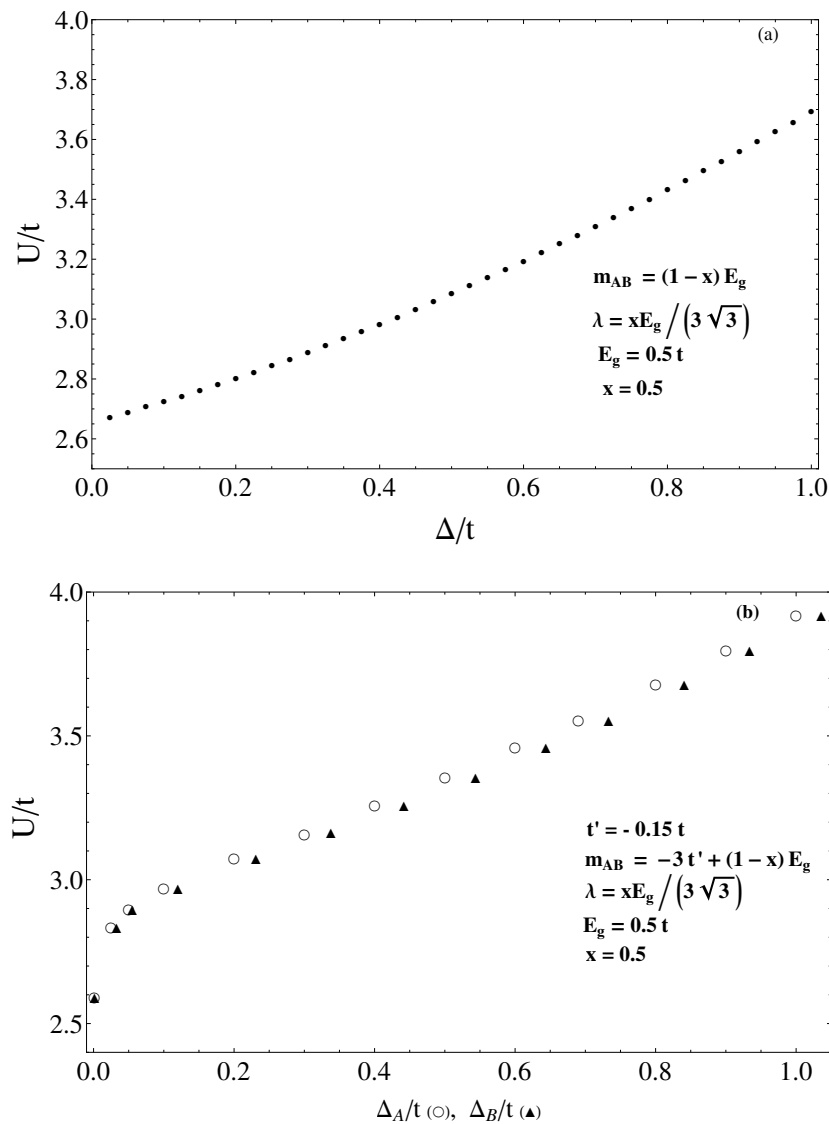 (a)
4.0
3.8
3.6
3.4
3.2
3.0
2.8
2.6
U/t
m_AB = (1 − x) E_g
λ = xE_g / (3 √3)
E_g = 0.5 t
x = 0.5
0.0 0.2 0.4 0.6 0.8 1.0
Δ/t
(b)
4.0
3.5
3.0
2.5
U/t
t' = - 0.15 t
m_AB = −3 t' + (1 − x) E_g
λ = xE_g / (3 √3)
E_g = 0.5 t
x = 0.5
0.0 0.2 0.4 0.6 0.8 1.0
Δ_A/t (○), Δ_B/t (▲)